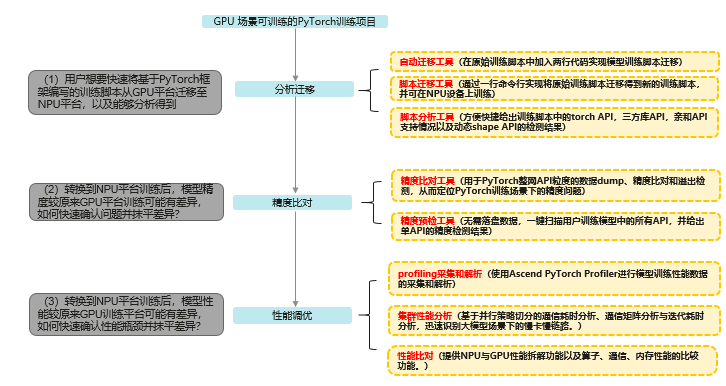 GPU 场景可训练的PyTorch训练项目
（1）用户想要快速将基于PyTorch框
架编写的训练脚本从GPU平台迁移至
NPU平台，以及能够分析得到
分析迁移
自动迁移工具（在原始训练脚本中加入两行代码实现模型训练脚本迁移）
脚本迁移工具（通过一行命令行实现将原始训练脚本迁移得到新的训练脚本，
并可在NPU设备上训练）
脚本分析工具（方便快捷给出训练脚本中的torch API，三方库API，亲和API
支持情况以及动态shape API的检测结果）
（2）转换到NPU平台训练后，模型精
度较原来GPU平台训练可能有差异，
如何快速确认问题并抹平差异？
精度比对
精度比对工具（用于PyTorch整网API粒度的数据dump、精度比对和溢出检
测，从而定位PyTorch训练场景下的精度问题）
精度预检工具（无需落盘数据，一键扫描用户训练模型中的所有API，并给出
单API的精度检测结果）
（3）转换到NPU平台训练后，模型性
能较原来GPU训练平台可能有差异，
如何快速确认性能瓶颈并抹平差异？
性能调优
profiling采集和解析（使用Ascend PyTorch Profiler进行模型训练性能数据
的采集和解析）
集群性能分析（基于并行策略切分的通信耗时分析、通信矩阵分析与迭代耗时
分析，迅速识别大模型场景下的慢卡慢链路。）
性能比对（提供NPU与GPU性能拆解功能以及算子、通信、内存性能的比较
功能。）